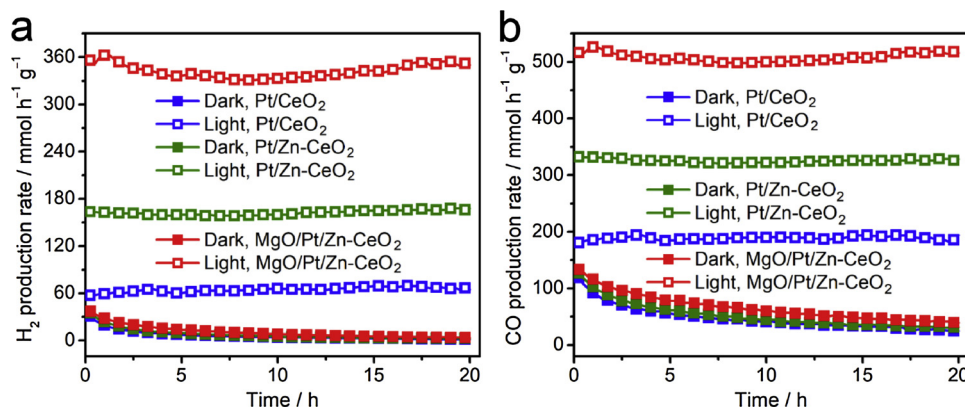 a
H₂ production rate / mmol h⁻¹ g⁻¹
360
300
240
180
120
60
0
Dark, Pt/CeO₂
Light, Pt/CeO₂
Dark, Pt/Zn-CeO₂
Light, Pt/Zn-CeO₂
Dark, MgO/Pt/Zn-CeO₂
Light, MgO/Pt/Zn-CeO₂
0 5 10 15 20
Time / h
b
CO production rate / mmol h⁻¹ g⁻¹
500
400
300
200
100
0
Dark, Pt/CeO₂
Light, Pt/CeO₂
Dark, Pt/Zn-CeO₂
Light, Pt/Zn-CeO₂
Dark, MgO/Pt/Zn-CeO₂
Light, MgO/Pt/Zn-CeO₂
0 5 10 15 20
Time / h